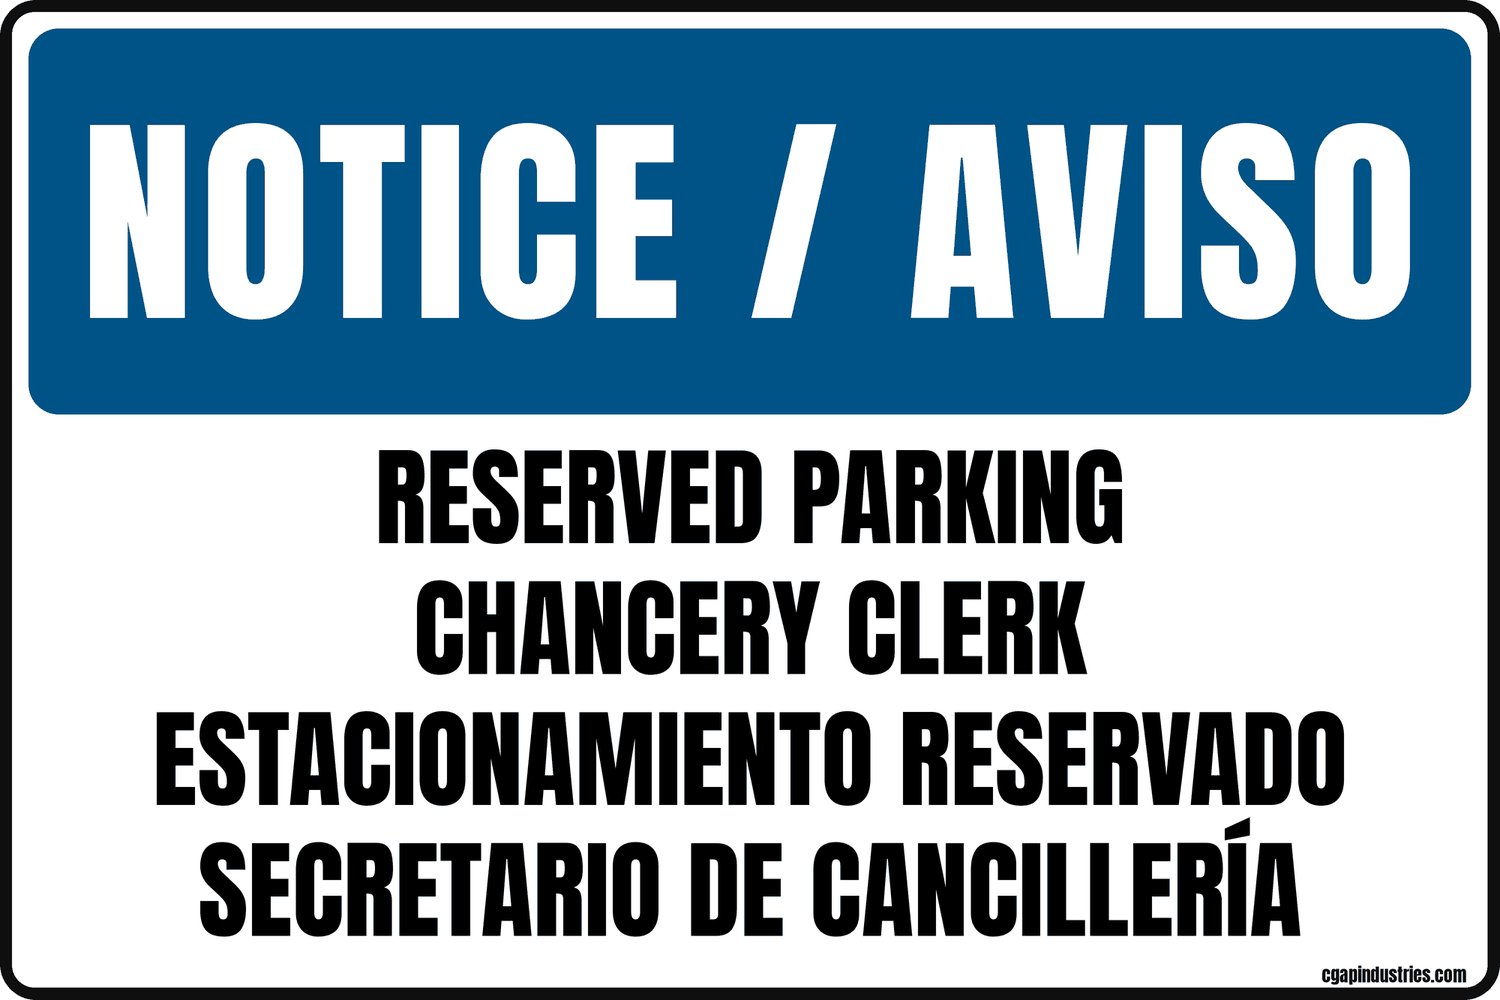 NOTICE / AVISO
RESERVED PARKING
CHANCERY CLERK
ESTACIONAMIENTO RESERVADO
SECRETARIO DE CANCILLERÍA
cgapindustries.com